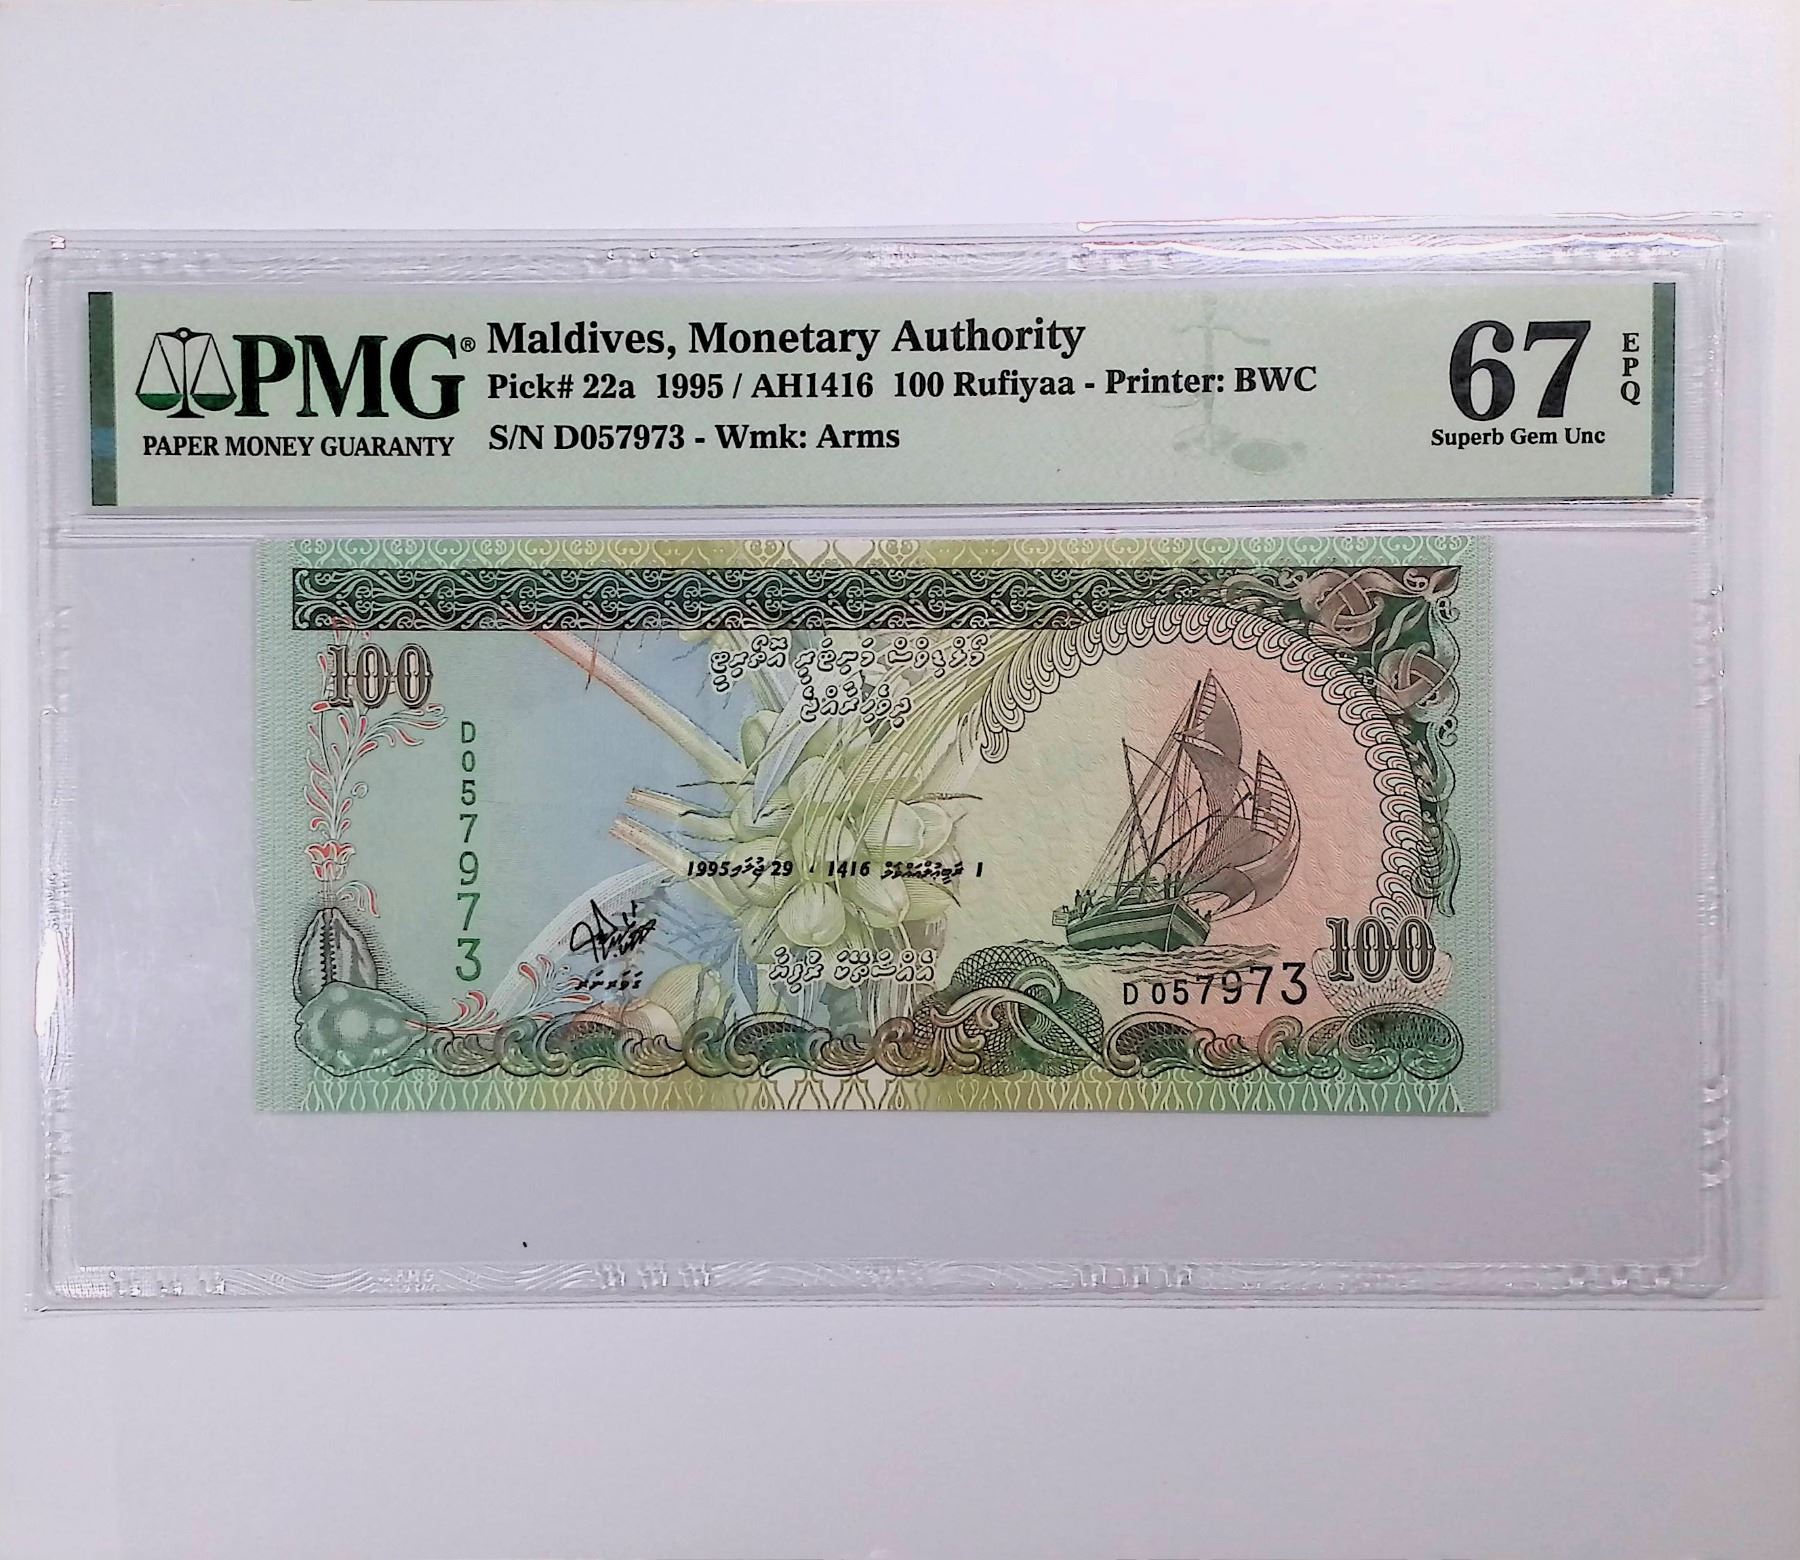 PMG®
PAPER MONEY GUARANTY
Maldives, Monetary Authority
Pick# 22a 1995 / AH1416 100 Rufiyaa - Printer: BWC
S/N D057973 - Wmk: Arms
67
EPQ
Superb Gem Unc
100
މޯލްޑިވްސް މަނިޓަރީ އޮތޯރިޓީ
ދިވެހިރާއްޖެ
D057973
1 ރަބީޢުލްއައްވަލް 1416 ، 29 ޖުލައި 1995
ގަވަރުނަރު
އެއްސަތޭކަ ރުފިޔާ
100
D057973